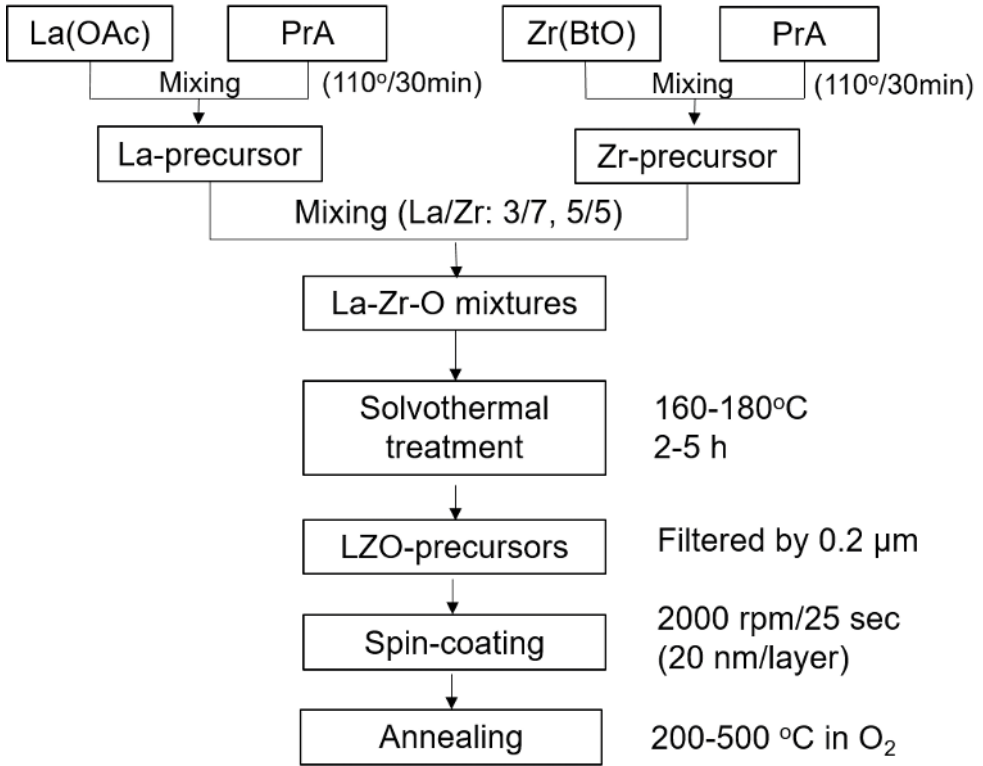 La(OAc)
PrA
Zr(BtO)
PrA
Mixing
(110°/30min)
Mixing
(110°/30min)
La-precursor
Zr-precursor
Mixing (La/Zr: 3/7, 5/5)
La-Zr-O mixtures
Solvothermal
treatment
160-180°C
2-5 h
LZO-precursors
Filtered by 0.2 µm
Spin-coating
2000 rpm/25 sec
(20 nm/layer)
Annealing
200-500 °C in O₂